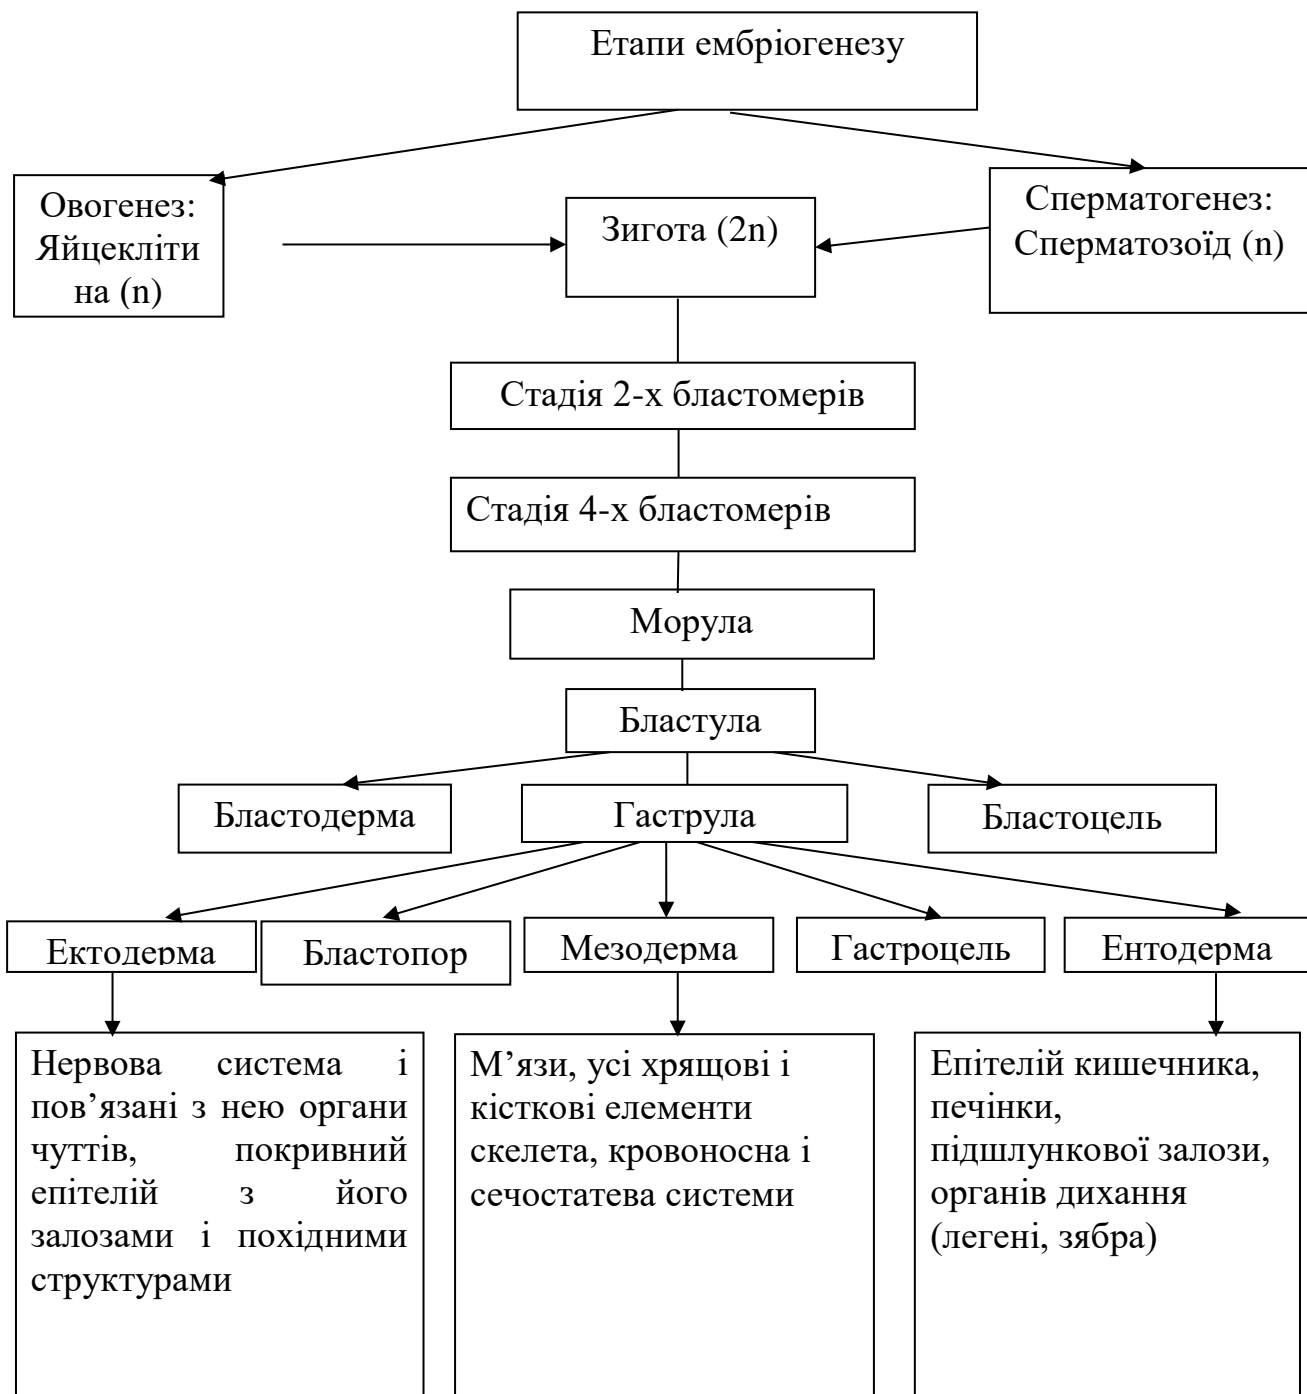 Етапи ембріогенезу
Овогенез:
Яйцекліти
на (n)
Зигота (2n)
Сперматогенез:
Сперматозоїд (n)
Стадія 2-х бластомерів
Стадія 4-х бластомерів
Морула
Бластула
Бластодерма
Гаструла
Бластоцель
Ектодерма
Бластопор
Мезодерма
Гастроцель
Ентодерма
Нервова система і
пов’язані з нею органи
чуттів, покривний
епітелій з його
залозами і похідними
структурами
М’язи, усі хрящові і
кісткові елементи
скелета, кровоносна і
сечостатева системи
Епітелій кишечника,
печінки,
підшлункової залози,
органів дихання
(легені, зябра)